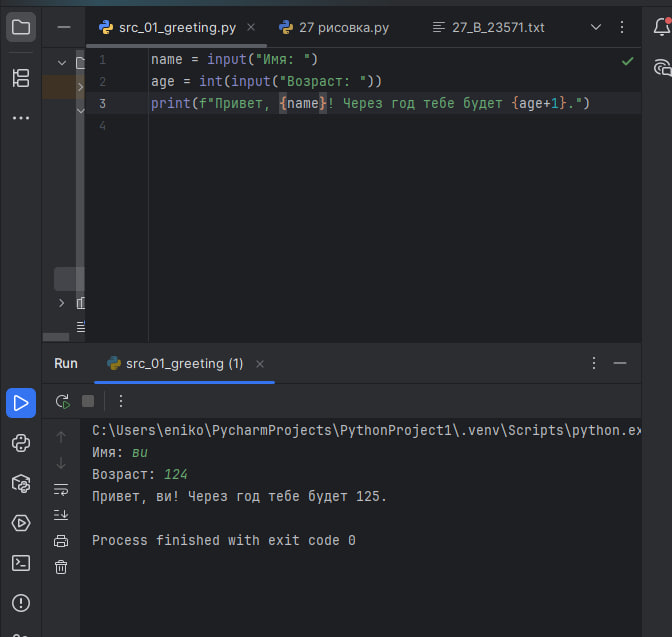 src_01_greeting.py
27 рисовка.py
27_B_23571.txt
1 name = input("Имя: ")
2 age = int(input("Возраст: "))
3 print(f"Привет, {name}! Через год тебе будет {age+1}.")
4
Run
src_01_greeting (1)
C:\Users\eniko\PycharmProjects\PythonProject1\.venv\Scripts\python.ex
Имя: ви
Возраст: 124
Привет, ви! Через год тебе будет 125.
Process finished with exit code 0